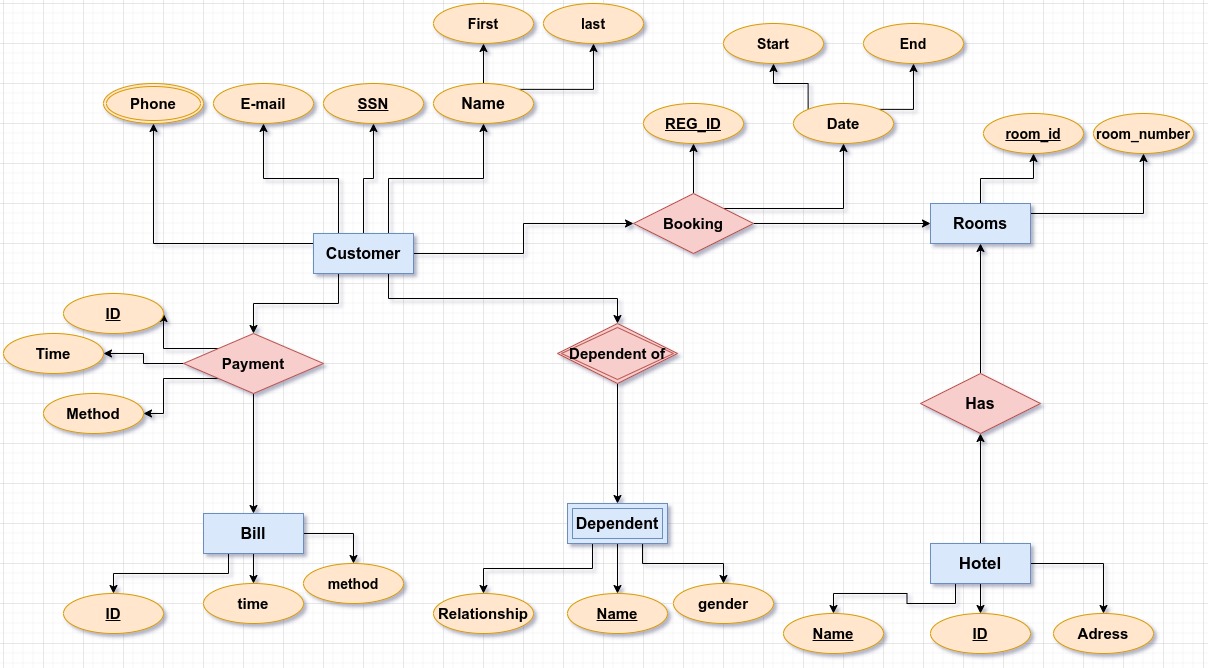 First
last
Start
End
Phone
E-mail
SSN
Name
REG_ID
Date
room_id
room_number
Booking
Rooms
Customer
ID
Time
Payment
Method
Dependent of
Has
Bill
Dependent
Hotel
ID
time
method
Relationship
Name
gender
Name
ID
Adress